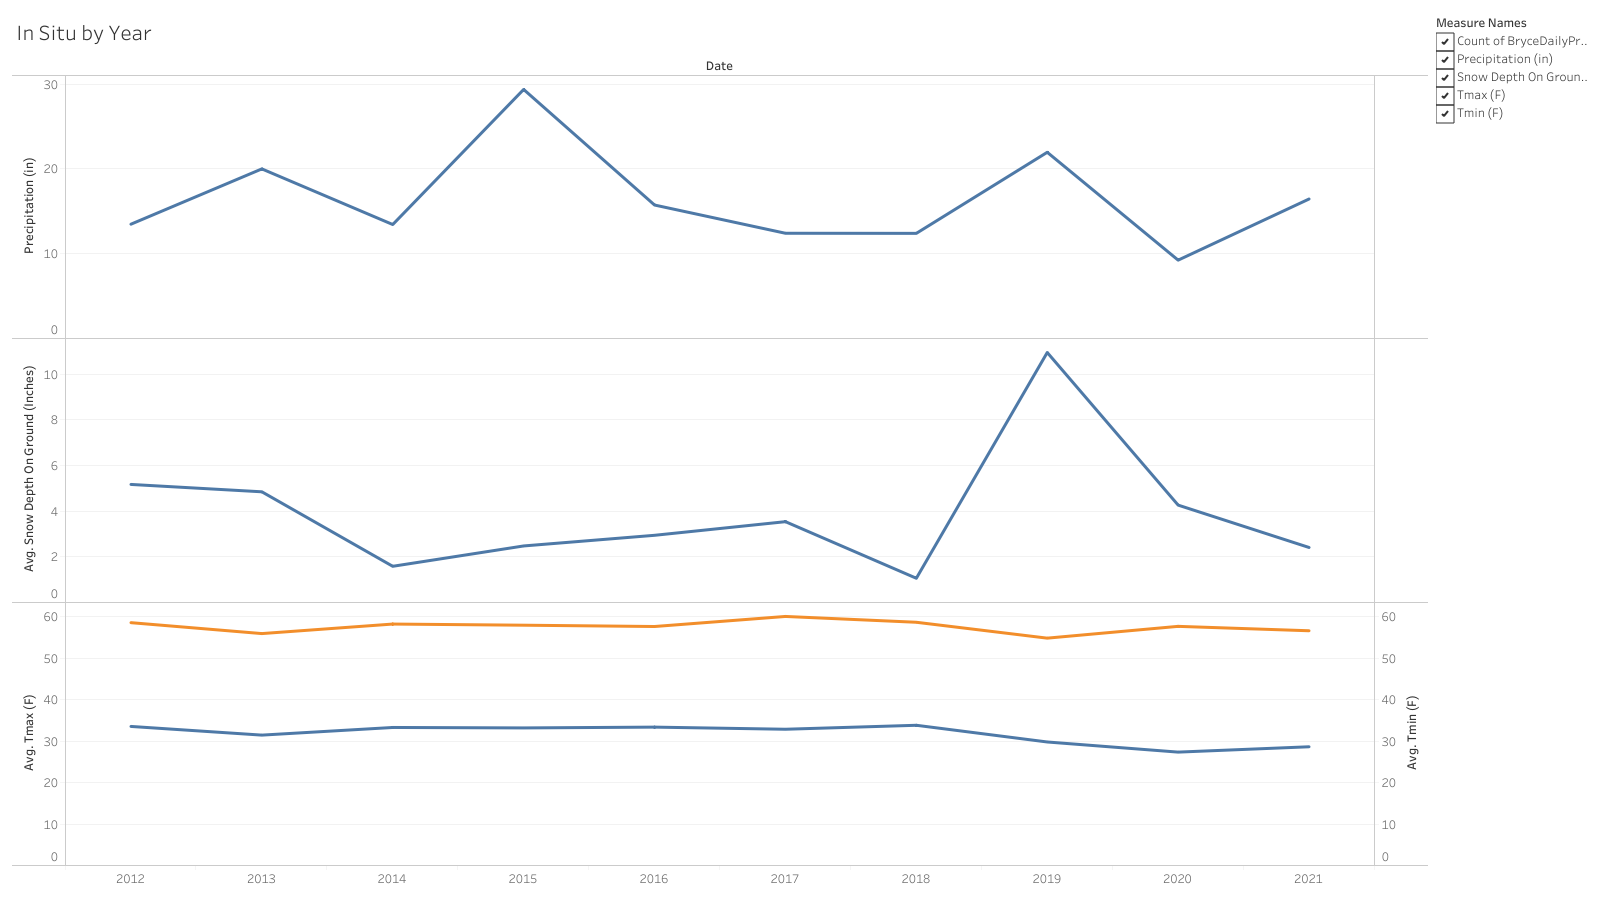 In Situ by Year
Measure Names
Count of BryceDailyPr..
Precipitation (in)
Snow Depth On Groun..
Tmax (F)
Tmin (F)
Date
Precipitation (in)
30
20
10
0
Avg. Snow Depth On Ground (Inches)
10
8
6
4
2
0
Avg. Tmax (F)
60
50
40
30
20
10
0
60
50
40
30
20
10
0
Avg. Tmin (F)
2012 2013 2014 2015 2016 2017 2018 2019 2020 2021